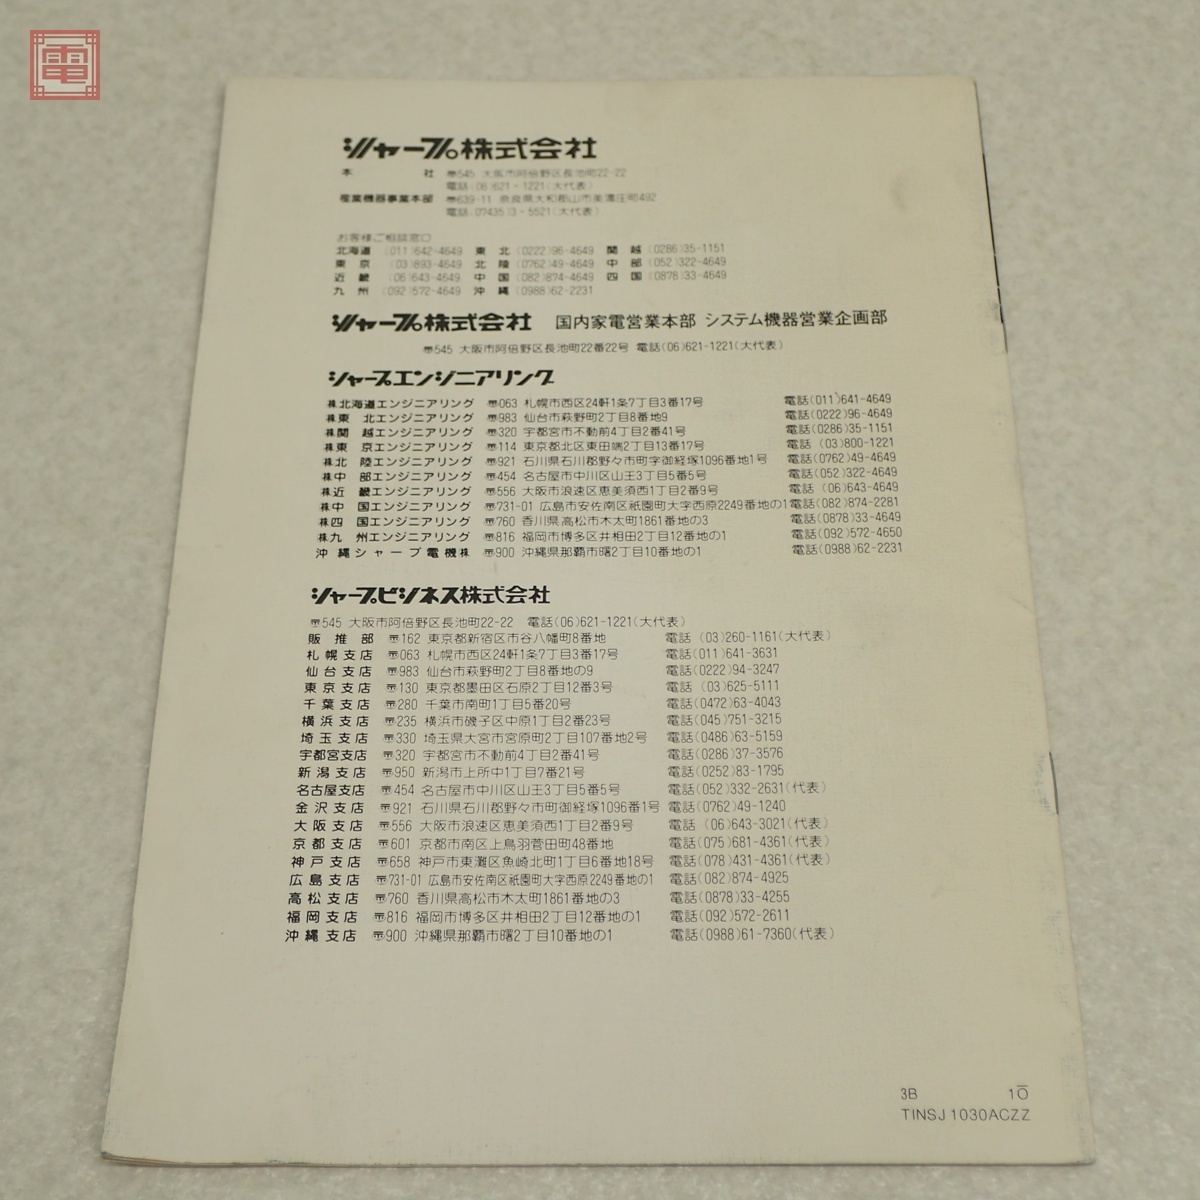 電
シャープ株式会社
本 社 〒545 大阪市阿倍野区長池町22-22
電話(06)621-1221(大代表)
産業機器事業本部 〒639-11 奈良県大和郡山市美濃庄町492
電話(07435)3-5521(大代表)
お客様ご相談窓口
北海道 (011)642-4649 東北 (0222)96-4649 関越 (0286)35-1151
東京 (03)893-4649 北陸 (0762)49-4649 中部 (052)322-4649
近畿 (06)643-4649 中国 (082)874-4649 四国 (0878)33-4649
九州 (092)572-4649 沖縄 (0988)62-2231
シャープ株式会社 国内家電営業本部 システム機器営業企画部
〒545 大阪市阿倍野区長池町22番22号 電話(06)621-1221(大代表)
シャープエンジニアリング
㈱北海道エンジニアリング 〒063 札幌市西区24軒1条7丁目3番17号 電話(011)641-4649
㈱東北エンジニアリング 〒983 仙台市萩野町2丁目8番地9 電話(0222)96-4649
㈱関越エンジニアリング 〒320 宇都宮市不動前4丁目2番41号 電話(0286)35-1151
㈱東京エンジニアリング 〒114 東京都北区東田端2丁目13番17号 電話(03)800-1221
㈱北陸エンジニアリング 〒921 石川県石川郡野々市町字御経塚1096番地1号 電話(0762)49-4649
㈱中部エンジニアリング 〒454 名古屋市中川区山王3丁目5番5号 電話(052)322-4649
㈱近畿エンジニアリング 〒556 大阪市浪速区恵美須西1丁目2番9号 電話(06)643-4649
㈱中国エンジニアリング 〒731-01 広島市安佐南区祇園町大字西原2249番地の1 電話(082)874-2281
㈱四国エンジニアリング 〒760 香川県高松市木太町1861番地の3 電話(0878)33-4649
㈱九州エンジニアリング 〒816 福岡市博多区井相田2丁目12番地の1 電話(092)572-4650
沖縄シャープ電機㈱ 〒900 沖縄県那覇市曙2丁目10番地の1 電話(0988)62-2231
シャープビジネス株式会社
〒545 大阪市阿倍野区長池町22-22 電話(06)621-1221(大代表)
販推部 〒162 東京都新宿区市谷八幡町8番地 電話(03)260-1161(大代表)
札幌支店 〒063 札幌市西区24軒1条7丁目3番17号 電話(011)641-3631
仙台支店 〒983 仙台市萩野町2丁目8番地の9 電話(0222)94-3247
東京支店 〒130 東京都墨田区石原2丁目12番3号 電話(03)625-5111
千葉支店 〒280 千葉市南町1丁目5番20号 電話(0472)63-4043
横浜支店 〒235 横浜市磯子区中原1丁目2番23号 電話(045)751-3215
埼玉支店 〒330 埼玉県大宮市宮原町2丁目107番地2号 電話(0486)63-5159
宇都宮支店 〒320 宇都宮市不動前4丁目2番41号 電話(0286)37-3576
新潟支店 〒950 新潟市上所中1丁目7番21号 電話(0252)83-1795
名古屋支店 〒454 名古屋市中川区山王3丁目5番5号 電話(052)332-2631(代表)
金沢支店 〒921 石川県石川郡野々市町御経塚1096番1号 電話(0762)49-1240
大阪支店 〒556 大阪市浪速区恵美須西1丁目2番9号 電話(06)643-3021(代表)
京都支店 〒601 京都市南区上鳥羽菅田町48番地 電話(075)681-4361(代表)
神戸支店 〒658 神戸市東灘区魚崎北町1丁目6番地18号 電話(078)431-4361(代表)
広島支店 〒731-01 広島市安佐南区祇園町大字西原2249番地の1 電話(082)874-4925
高松支店 〒760 香川県高松市木太町1861番地の3 電話(0878)33-4255
福岡支店 〒816 福岡市博多区井相田2丁目12番地の1 電話(092)572-2611
沖縄支店 〒900 沖縄県那覇市曙2丁目10番地の1 電話(0988)61-7360(代表)
3B 1Ō
TINSJ1030ACZZ